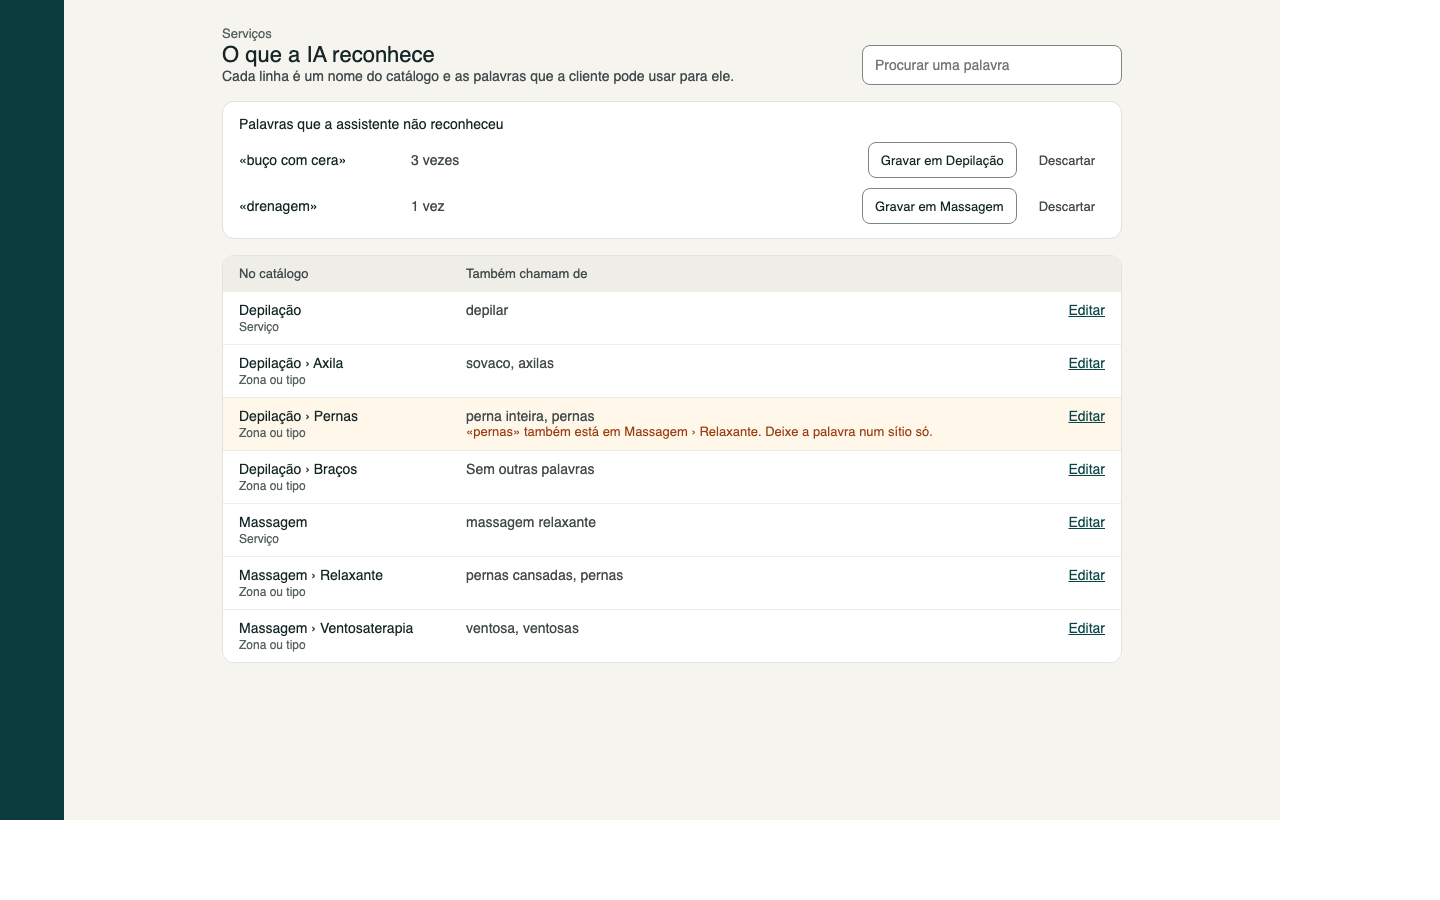 Serviços
O que a IA reconhece
Cada linha é um nome do catálogo e as palavras que a cliente pode usar para ele.
Procurar uma palavra
Palavras que a assistente não reconheceu
«buço com cera» 3 vezes Gravar em Depilação Descartar
«drenagem» 1 vez Gravar em Massagem Descartar
No catálogo Também chamam de
Depilação depilar Editar
Serviço
Depilação › Axila sovaco, axilas Editar
Zona ou tipo
Depilação › Pernas perna inteira, pernas Editar
Zona ou tipo «pernas» também está em Massagem › Relaxante. Deixe a palavra num sítio só.
Depilação › Braços Sem outras palavras Editar
Zona ou tipo
Massagem massagem relaxante Editar
Serviço
Massagem › Relaxante pernas cansadas, pernas Editar
Zona ou tipo
Massagem › Ventosaterapia ventosa, ventosas Editar
Zona ou tipo